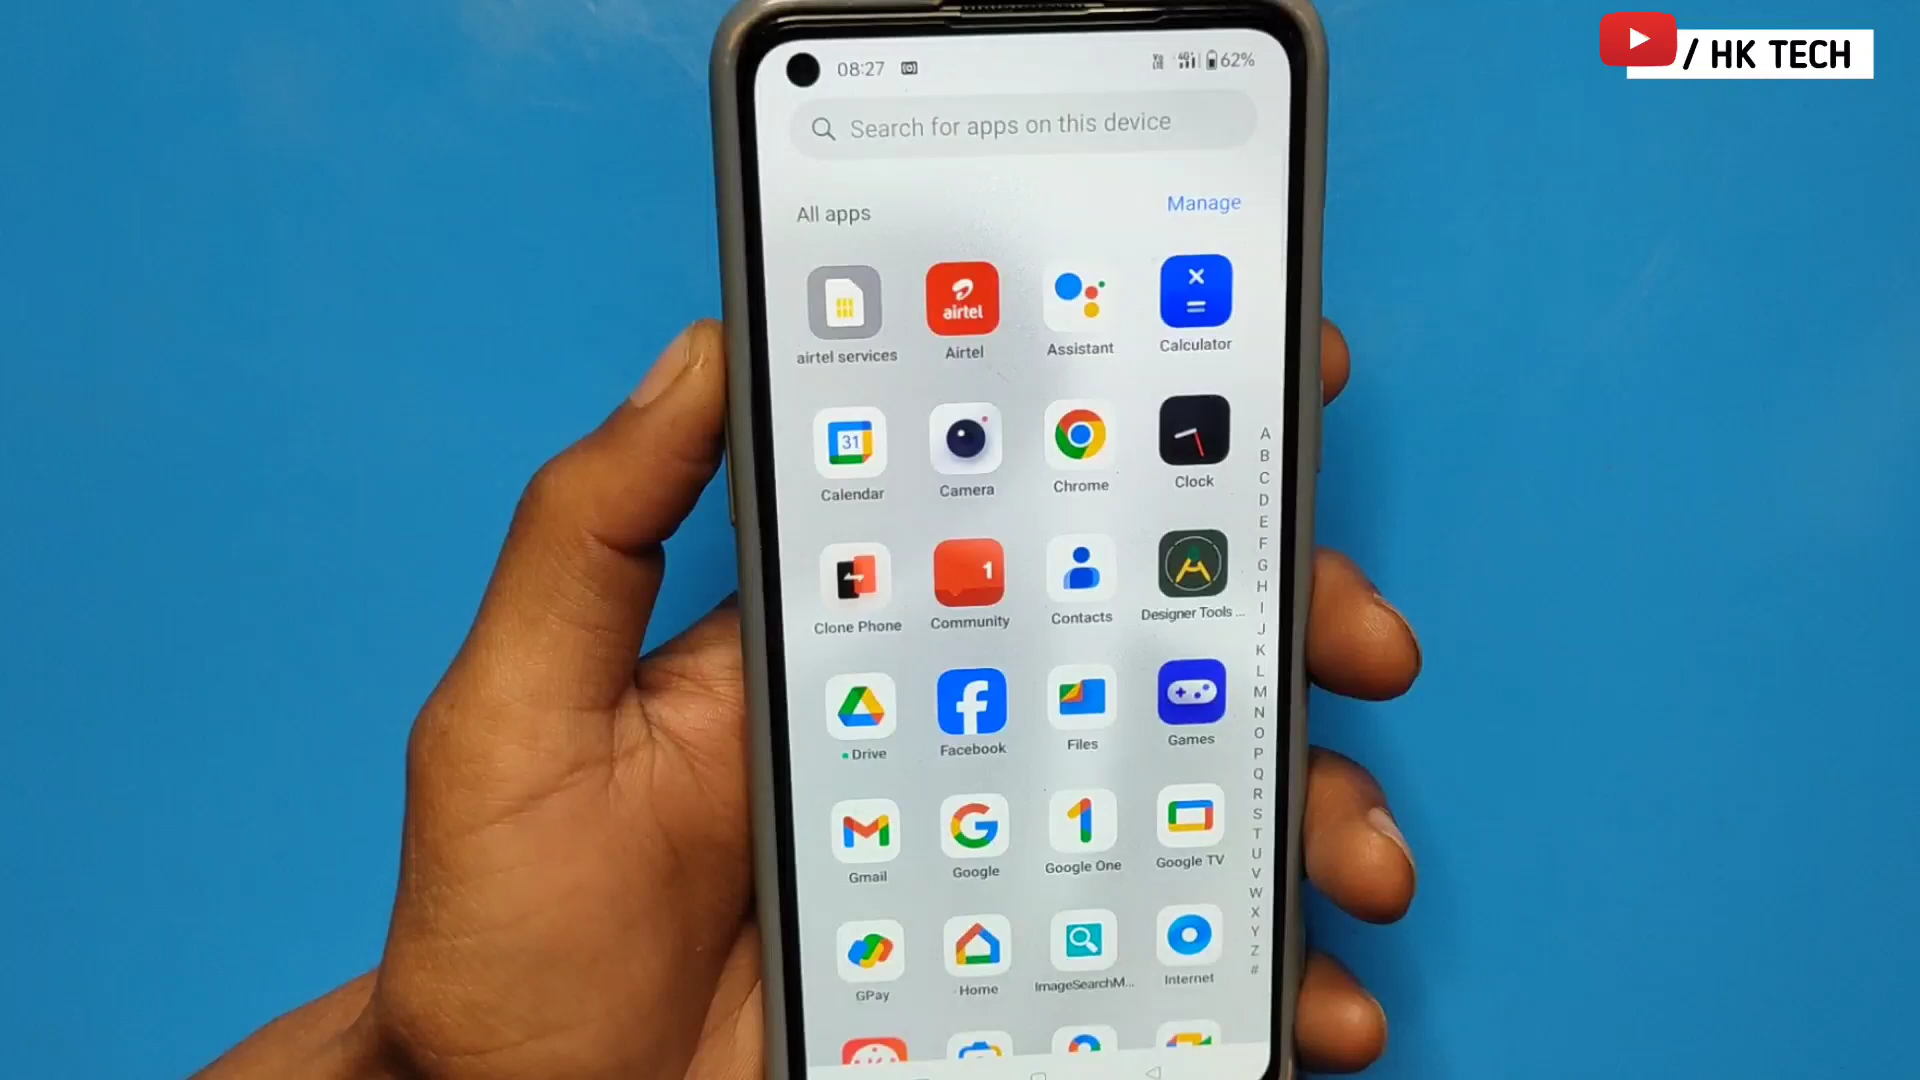 / HK TECH
08:27 4G 62%
Search for apps on this device
All apps Manage
airtel
airtel services Airtel Assistant Calculator
31
Calendar Camera Chrome Clock
1
Clone Phone Community Contacts Designer Tools ...
Drive Facebook Files Games
Gmail Google Google One Google TV
GPay Home ImageSearchM... Internet
A
B
C
D
E
F
G
H
I
J
K
L
M
N
O
P
Q
R
S
T
U
V
W
X
Y
Z
#